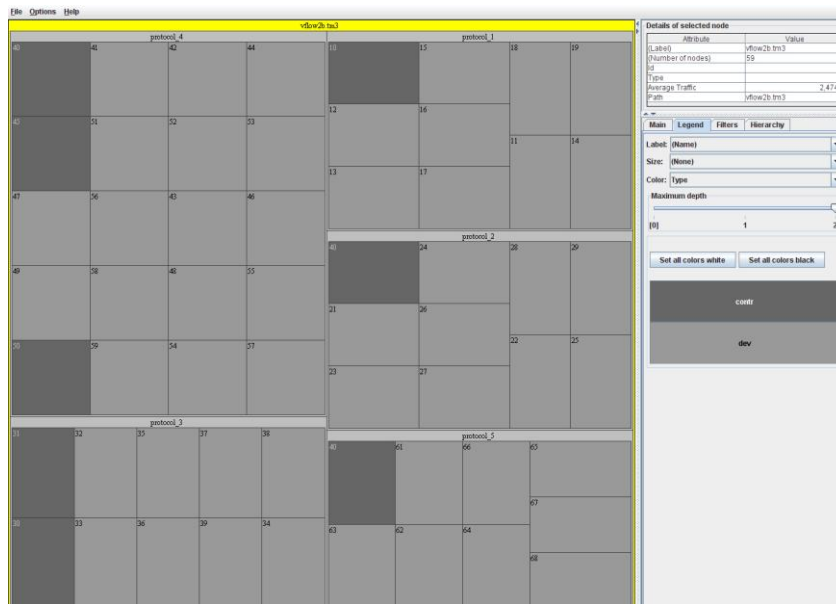 File Options Help
vflow2b.tm3
protocol_4
40 41 42 44
51 52 53
47 56 43 46
49 58 48 55
50 59 54 57
protocol_1
10 15 18 19
12 16
11 14
13 17
protocol_2
40 24 28 29
21 26
22 25
23 27
protocol_3
31 32 35 37 38
30 33 36 39 34
protocol_5
40 61 66 65
67
63 62 64
68
Details of selected node
Attribute Value
(Label) vflow2b.tm3
(Number of nodes) 59
Id
Type
Average Traffic 2,474
Path vflow2b.tm3
Main Legend Filters Hierarchy
Label: (Name)
Size: (None)
Color: Type
Maximum depth
[0] 1 2
Set all colors white Set all colors black
contr
dev